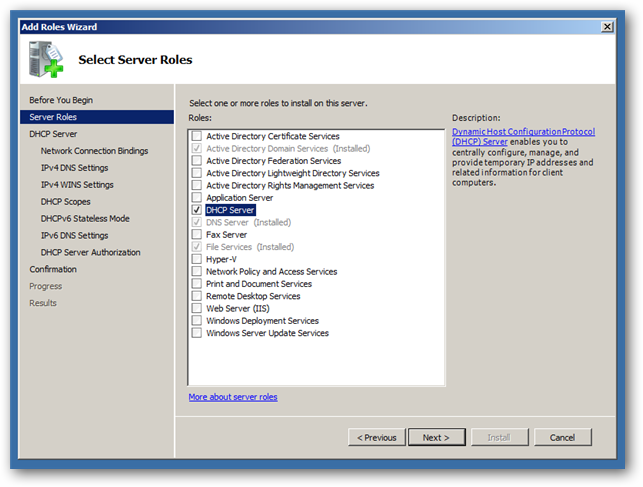 Add Roles Wizard
Select Server Roles
Before You Begin
Server Roles
DHCP Server
Network Connection Bindings
IPv4 DNS Settings
IPv4 WINS Settings
DHCP Scopes
DHCPv6 Stateless Mode
IPv6 DNS Settings
DHCP Server Authorization
Confirmation
Progress
Results
Select one or more roles to install on this server.
Roles:
Active Directory Certificate Services
Active Directory Domain Services (Installed)
Active Directory Federation Services
Active Directory Lightweight Directory Services
Active Directory Rights Management Services
Application Server
DHCP Server
DNS Server (Installed)
Fax Server
File Services (Installed)
Hyper-V
Network Policy and Access Services
Print and Document Services
Remote Desktop Services
Web Server (IIS)
Windows Deployment Services
Windows Server Update Services
More about server roles
Description:
Dynamic Host Configuration Protocol
(DHCP) Server enables you to
centrally configure, manage, and
provide temporary IP addresses and
related information for client
computers.
< Previous
Next >
Install
Cancel